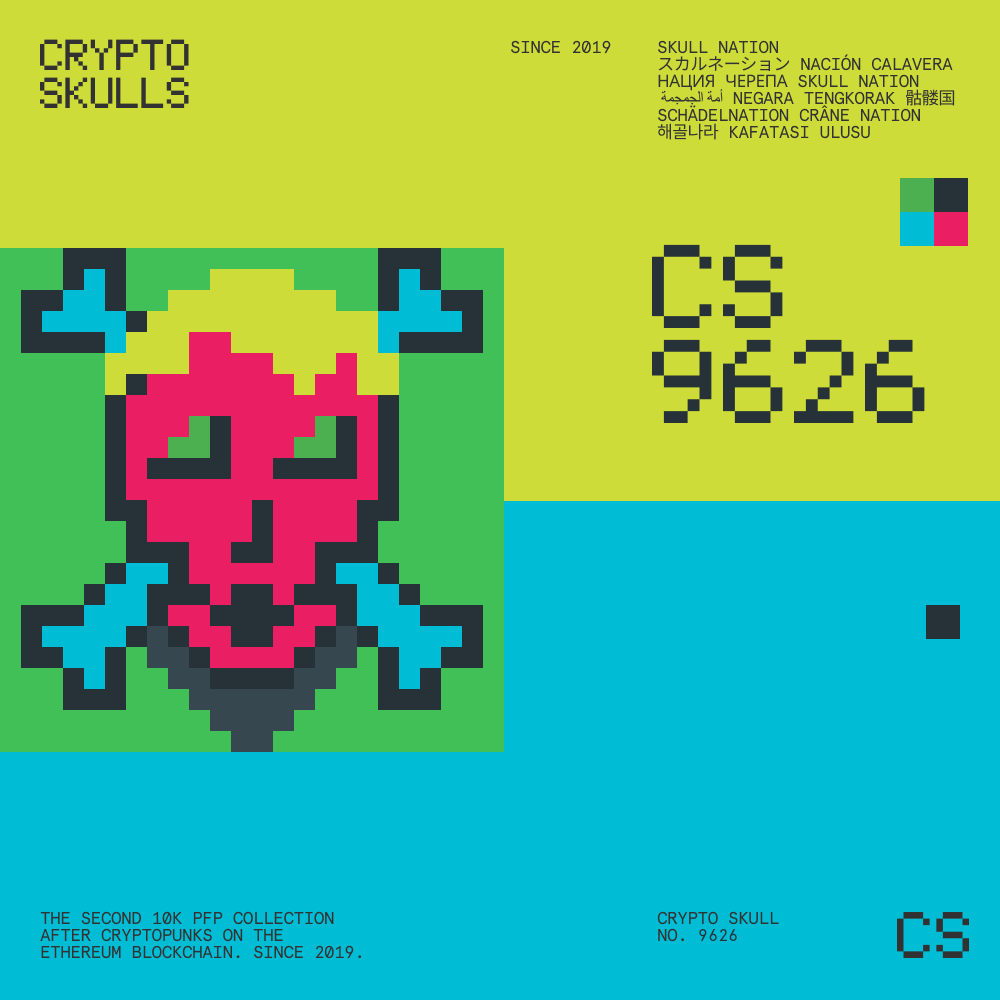 CRYPTO
SKULLS
SINCE 2019
SKULL NATION
スカルネーション NACIÓN CALAVERA
НАЦИЯ ЧЕРЕПА SKULL NATION
أمة الجمجمة NEGARA TENGKORAK 骷髅国
SCHÄDELNATION CRÂNE NATION
해골나라 KAFATASI ULUSU
CS
9626
THE SECOND 10K PFP COLLECTION
AFTER CRYPTOPUNKS ON THE
ETHEREUM BLOCKCHAIN. SINCE 2019.
CRYPTO SKULL
NO. 9626
CS